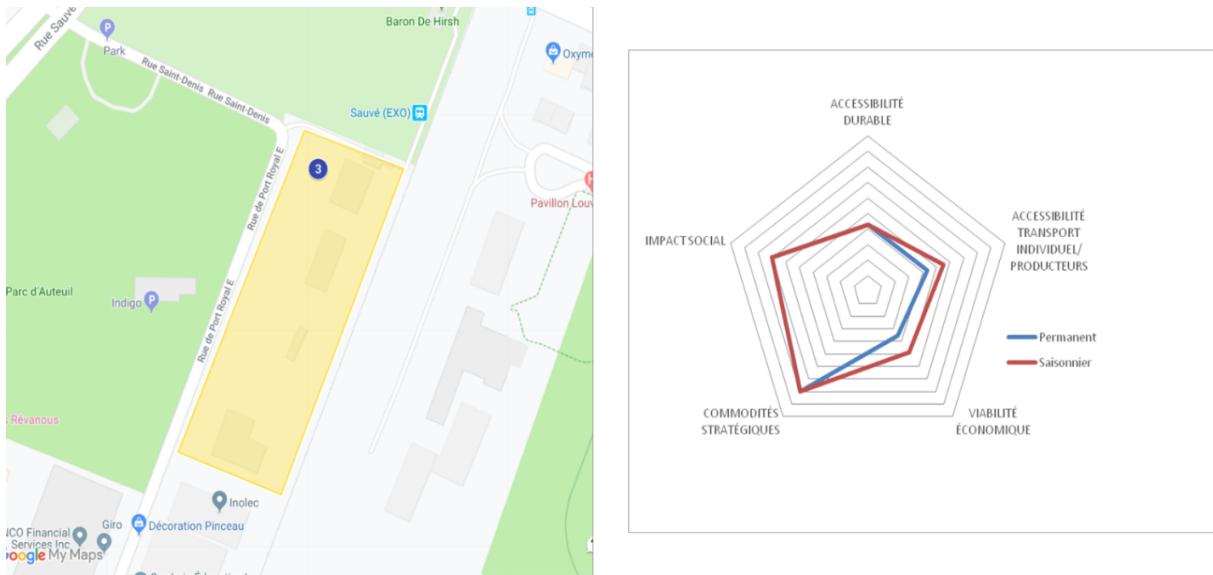 Baron De Hirsh
Rue Sauvé
Park
Rue Saint-Denis
Rue Saint-Denis
Sauvé (EXO)
3
Rue de Port Royal E
Parc d'Auteuil
Indigo
Rue de Port Royal E
s Révanous
Inolec
Giro
Décoration Pinceau
NCO Financial
Services Inc
Google My Maps
Oxyme
Pavillon Louv
ACCESSIBILITÉ
DURABLE
ACCESSIBILITÉ
TRANSPORT
INDIVIDUEL/
PRODUCTEURS
IMPACT SOCIAL
Permanent
Saisonnier
COMMODITÉS
STRATÉGIQUES
VIABILITÉ
ÉCONOMIQUE